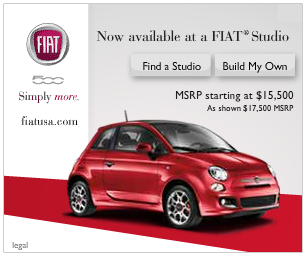 Now available at a FIAT® Studio
FIAT
Find a Studio
Build My Own
500
Simply more.
MSRP starting at $15,500
As shown $17,500 MSRP
fiatusa.com
legal